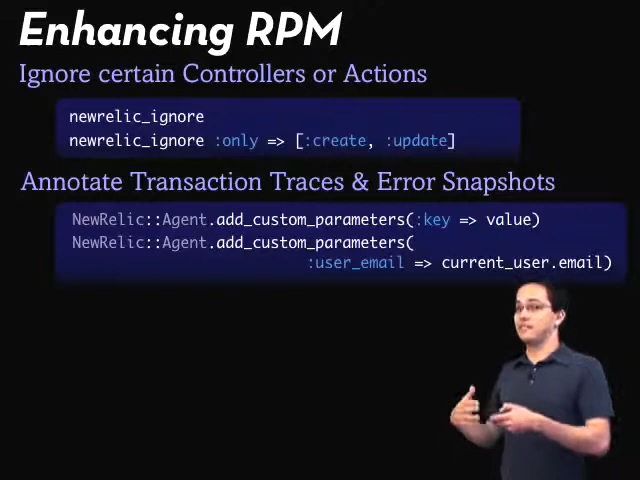 Enhancing RPM
Ignore certain Controllers or Actions
newrelic_ignore
newrelic_ignore :only => [:create, :update]
Annotate Transaction Traces & Error Snapshots
NewRelic::Agent.add_custom_parameters(:key => value)
NewRelic::Agent.add_custom_parameters(
:user_email => current_user.email)